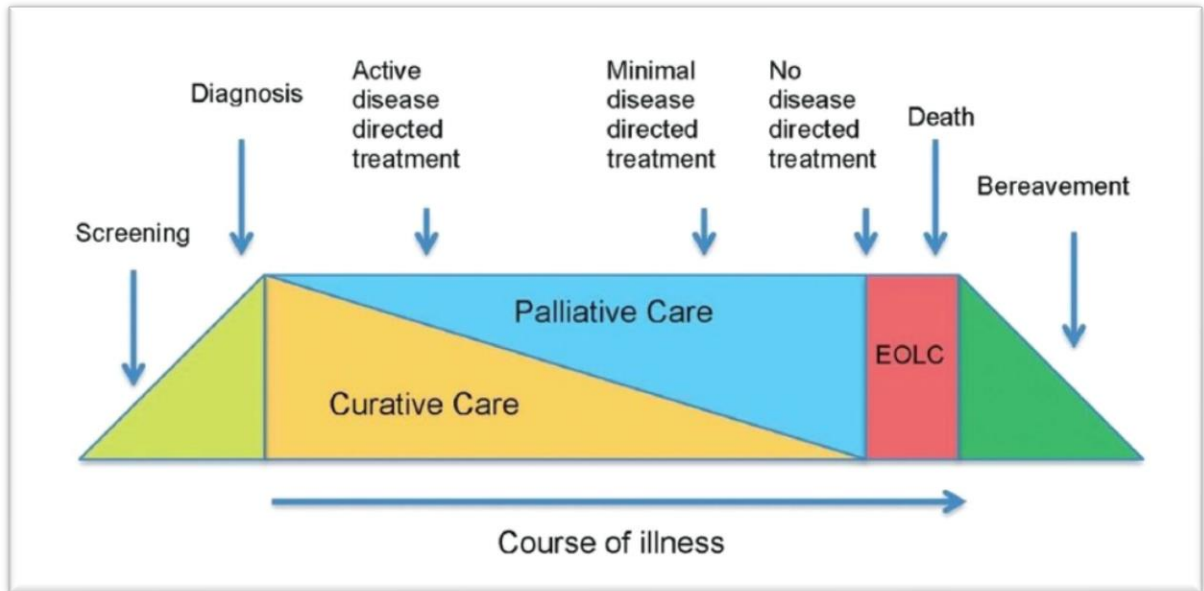 Screening
Diagnosis
Active
disease
directed
treatment
Minimal
disease
directed
treatment
No
disease
directed
treatment
Death
Bereavement
Palliative Care
Curative Care
EOLC
Course of illness